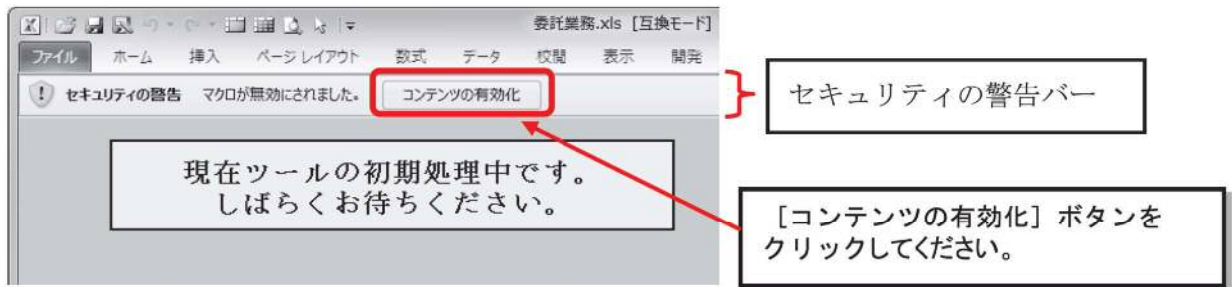 委託業務.xls [互換モード]
ファイル ホーム 挿入 ページ レイアウト 数式 データ 校閲 表示 開発
セキュリティの警告 マクロが無効にされました。 コンテンツの有効化
セキュリティの警告バー
現在ツールの初期処理中です。
しばらくお待ちください。
［コンテンツの有効化］ボタンを
クリックしてください。